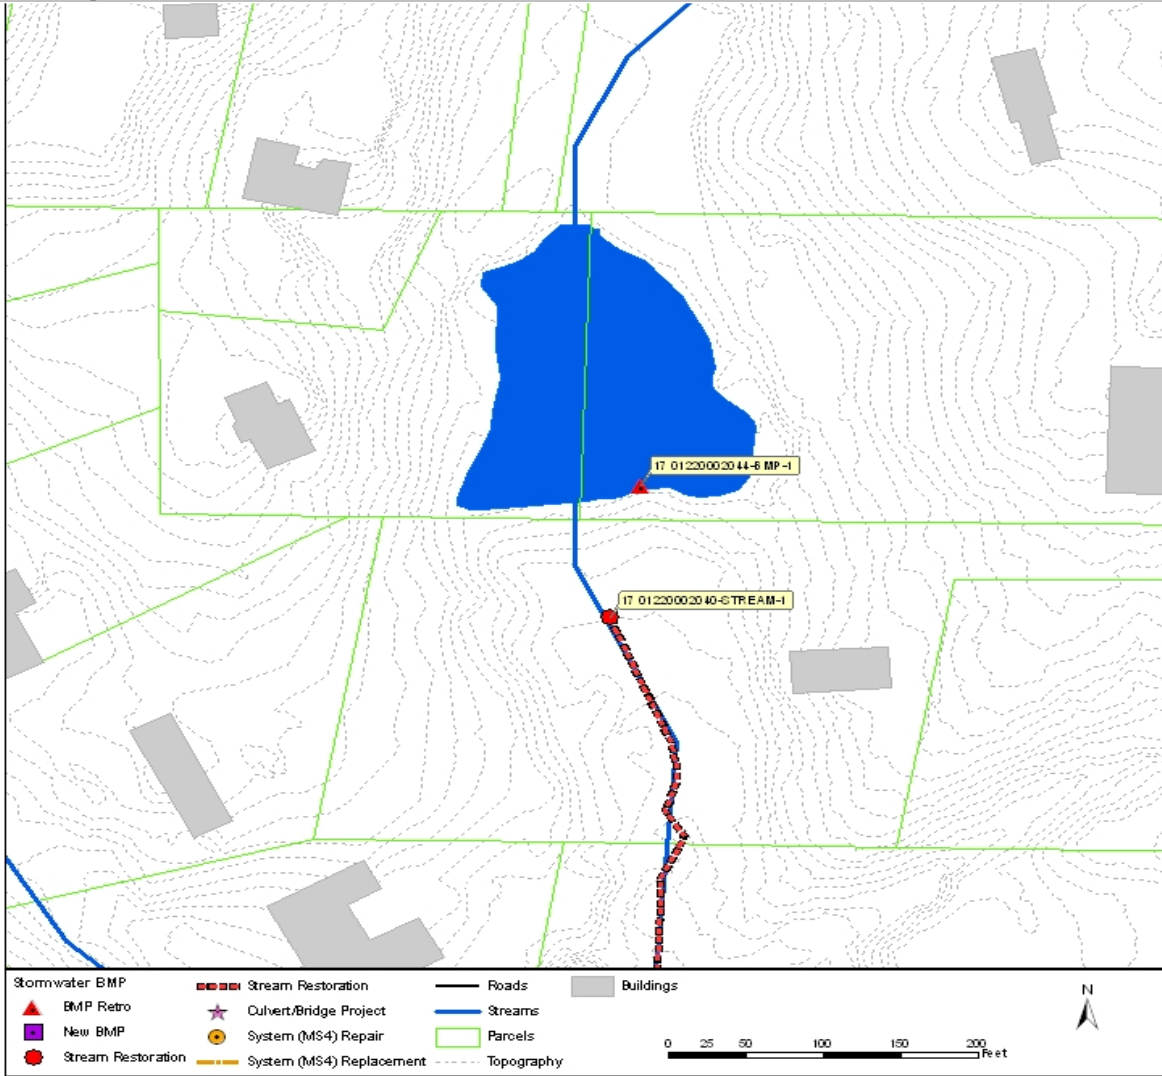 17 01220002044-BMP-1
17 01220002040-STREAM-1
Stormwater BMP
BMP Retro
New BMP
Stream Restoration
Stream Restoration
Culvert/Bridge Project
System (MS4) Repair
System (MS4) Replacement
Roads
Streams
Parcels
Topography
Buildings
N
0 25 50 100 150 200
Feet